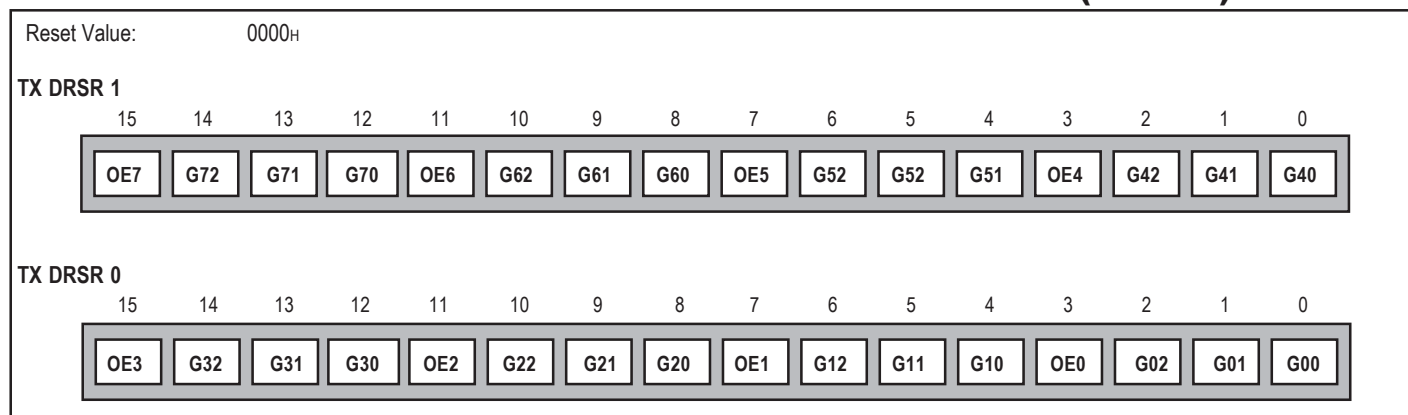 Reset Value: 0000H
TX DRSR 1
15 14 13 12 11 10 9 8 7 6 5 4 3 2 1 0
OE7 G72 G71 G70 OE6 G62 G61 G60 OE5 G52 G52 G51 OE4 G42 G41 G40
TX DRSR 0
15 14 13 12 11 10 9 8 7 6 5 4 3 2 1 0
OE3 G32 G31 G30 OE2 G22 G21 G20 OE1 G12 G11 G10 OE0 G02 G01 G00